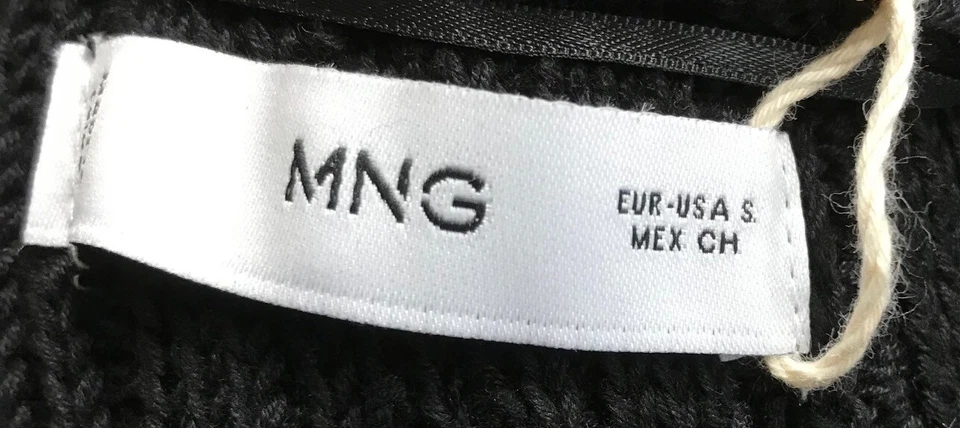 MNG
EUR-USA S.
MEX CH